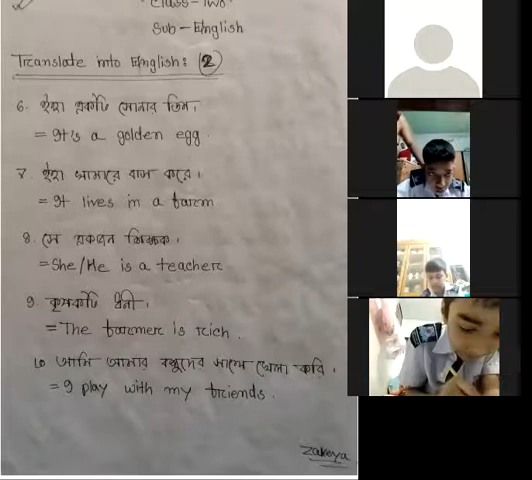 Class-Two
Sub-English
Translate into English: 2
6. ইহা একটি সোনার ডিম।
= It's a golden egg.
7. ইহা খামারে বাস করে।
= It lives in a farm
8. সে একজন শিক্ষক।
= She/He is a teacher
9. কৃষকটি ধনী।
= The farmer is rich.
১০ আমি আমার বন্ধুদের সাথে খেলা করি।
= I play with my friends.
Zakeya